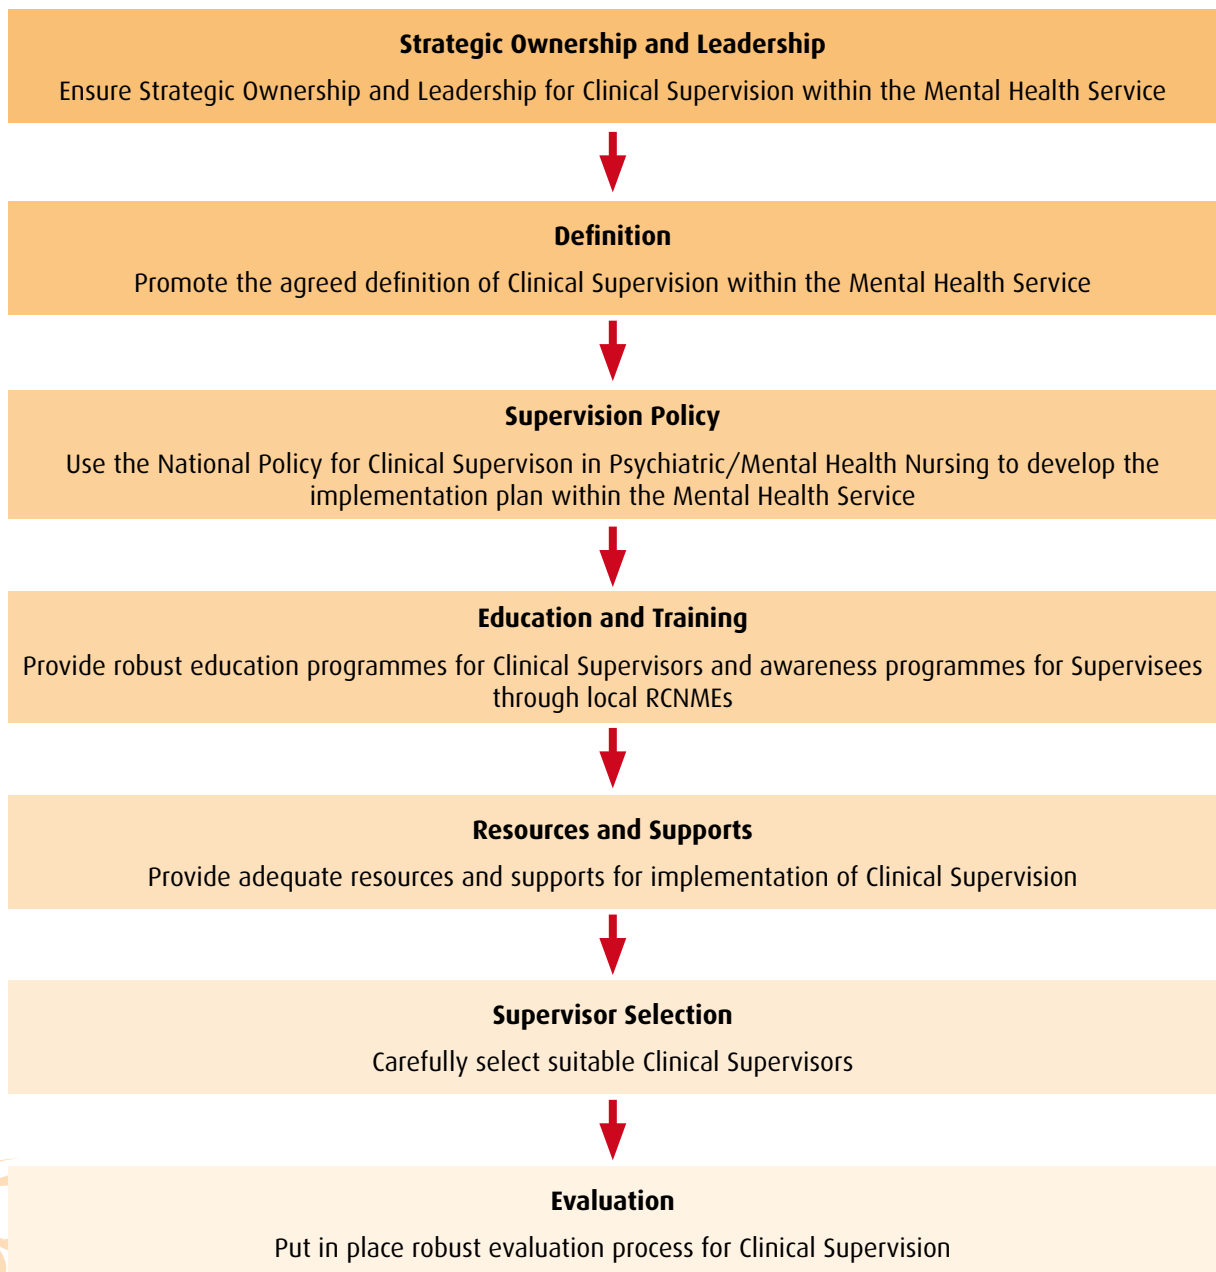 Strategic Ownership and Leadership
Ensure Strategic Ownership and Leadership for Clinical Supervision within the Mental Health Service
Definition
Promote the agreed definition of Clinical Supervision within the Mental Health Service
Supervision Policy
Use the National Policy for Clinical Supervison in Psychiatric/Mental Health Nursing to develop the
implementation plan within the Mental Health Service
Education and Training
Provide robust education programmes for Clinical Supervisors and awareness programmes for Supervisees
through local RCNMEs
Resources and Supports
Provide adequate resources and supports for implementation of Clinical Supervision
Supervisor Selection
Carefully select suitable Clinical Supervisors
Evaluation
Put in place robust evaluation process for Clinical Supervision